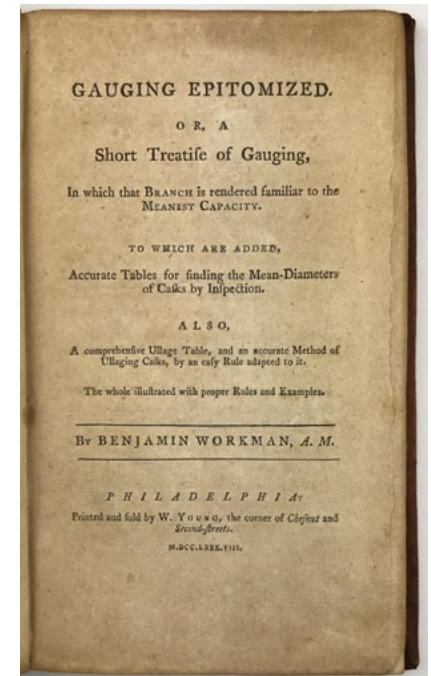 GAUGING EPITOMIZED.
OR, A
Short Treatiſe of Gauging,
In which that BRANCH is rendered familiar to the
MEANEST CAPACITY.
TO WHICH ARE ADDED,
Accurate Tables for finding the Mean-Diameters
of Caſks by Inſpection.
ALSO,
A comprehenſive Ullage Table, and an accurate Method of
Ullaging Caſks, by an eaſy Rule adapted to it.
The whole illuſtrated with proper Rules and Examples.
By BENJAMIN WORKMAN, A. M.
PHILADELPHIA:
Printed and ſold by W. YOUNG, the corner of Cheſnut and
Second-ſtreets.
M.DCC.LXXX.VIII.